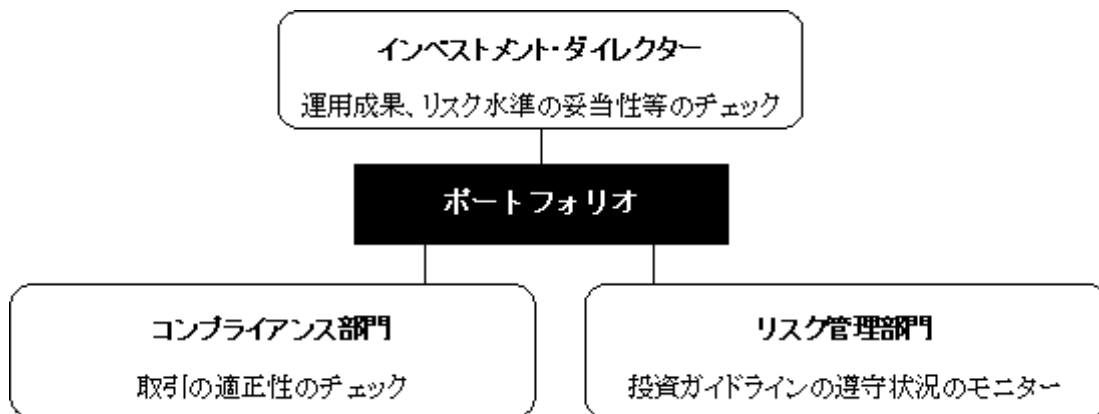 インベストメント・ダイレクター
運用成果、リスク水準の妥当性等のチェック
ポートフォリオ
コンプライアンス部門
取引の適正性のチェック
リスク管理部門
投資ガイドラインの遵守状況のモニター